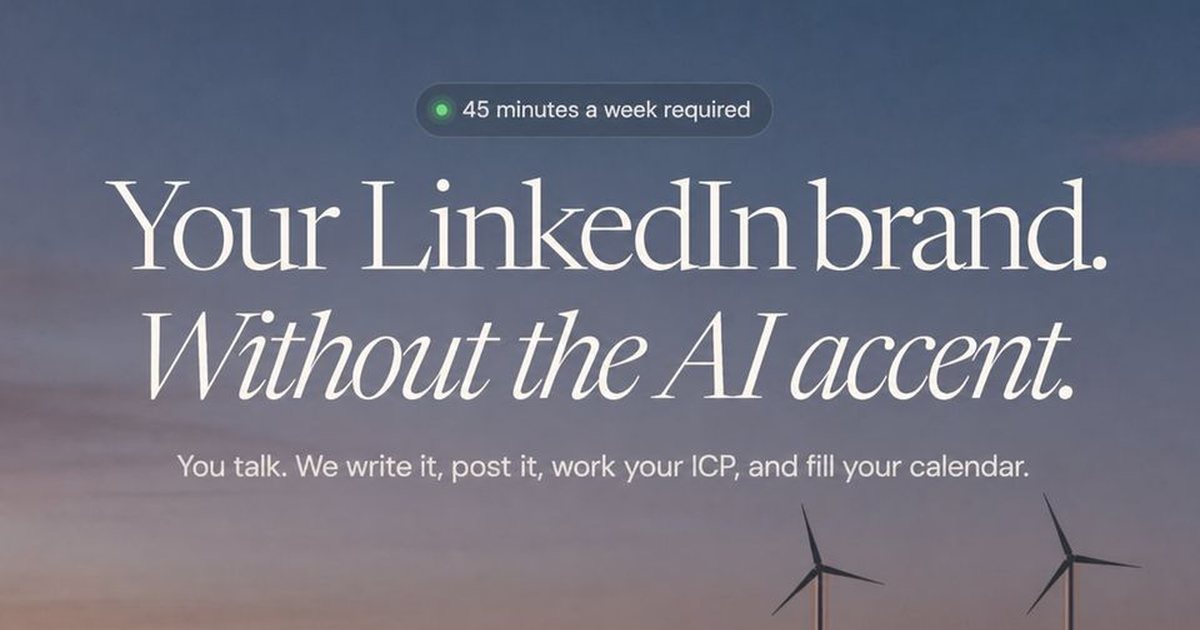 45 minutes a week required
Your LinkedIn brand.
Without the AI accent.
You talk. We write it, post it, work your ICP, and fill your calendar.